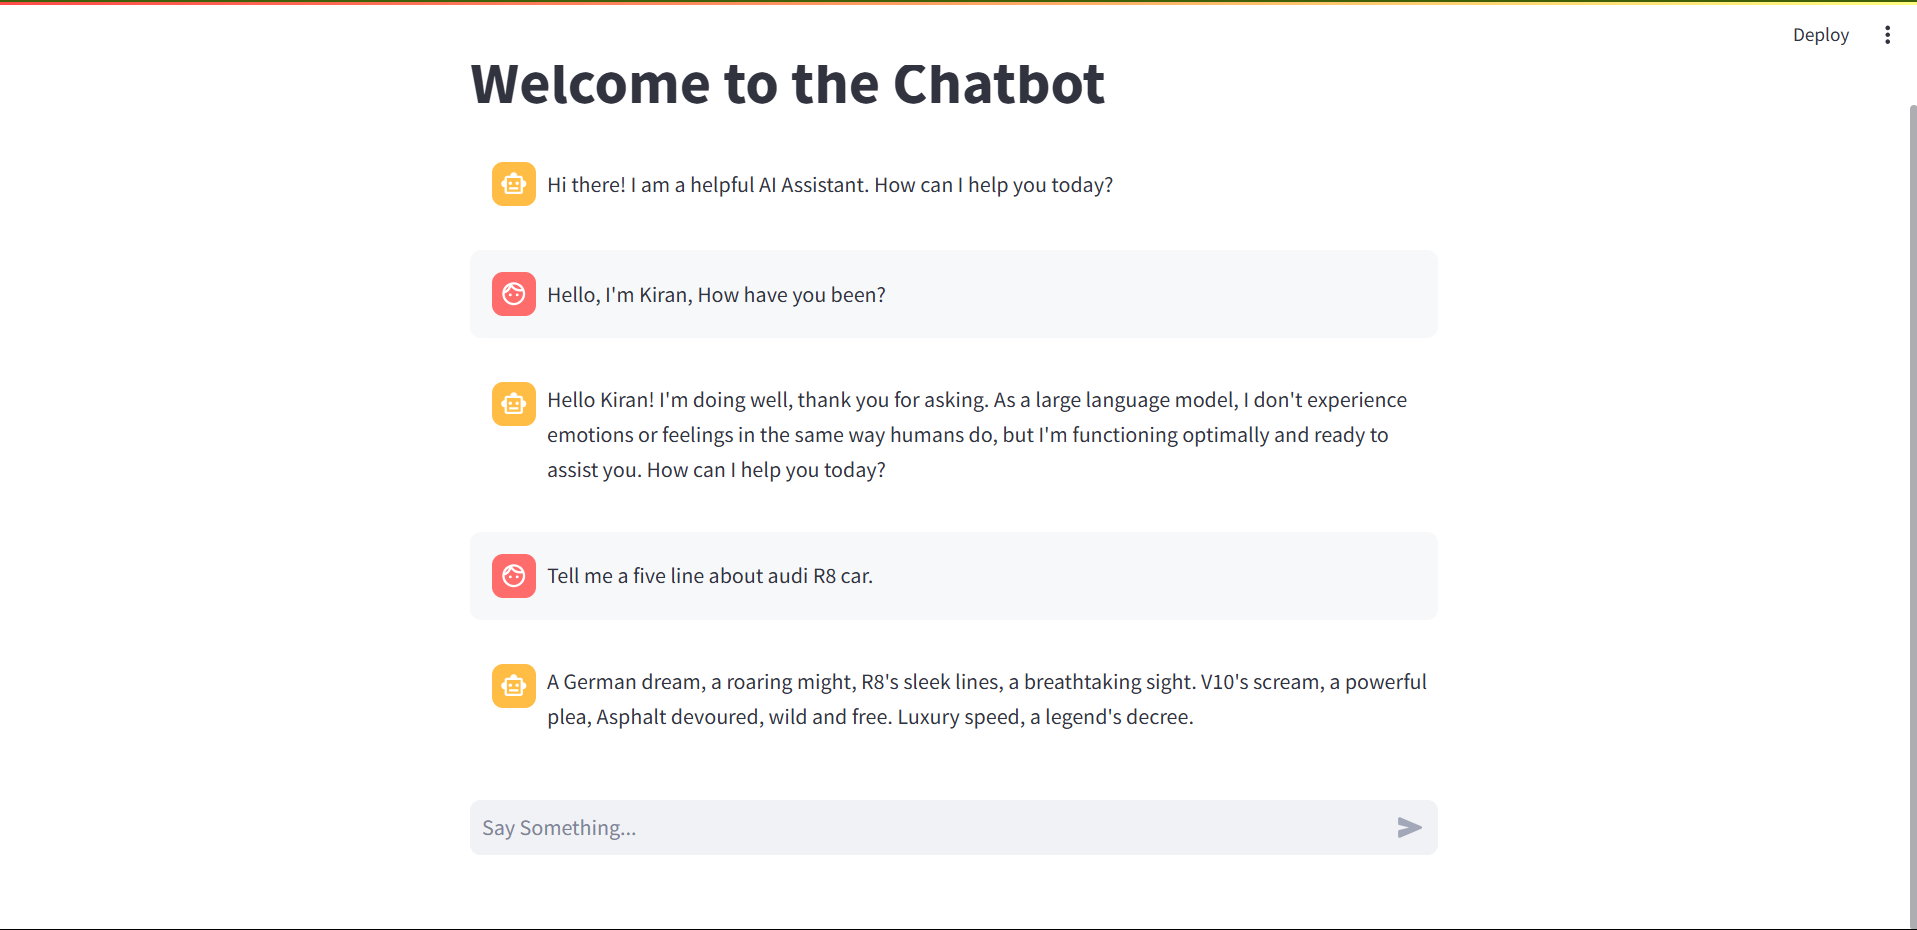 Deploy
Welcome to the Chatbot
Hi there! I am a helpful AI Assistant. How can I help you today?
Hello, I'm Kiran, How have you been?
Hello Kiran! I'm doing well, thank you for asking. As a large language model, I don't experience
emotions or feelings in the same way humans do, but I'm functioning optimally and ready to
assist you. How can I help you today?
Tell me a five line about audi R8 car.
A German dream, a roaring might, R8's sleek lines, a breathtaking sight. V10's scream, a powerful
plea, Asphalt devoured, wild and free. Luxury speed, a legend's decree.
Say Something...